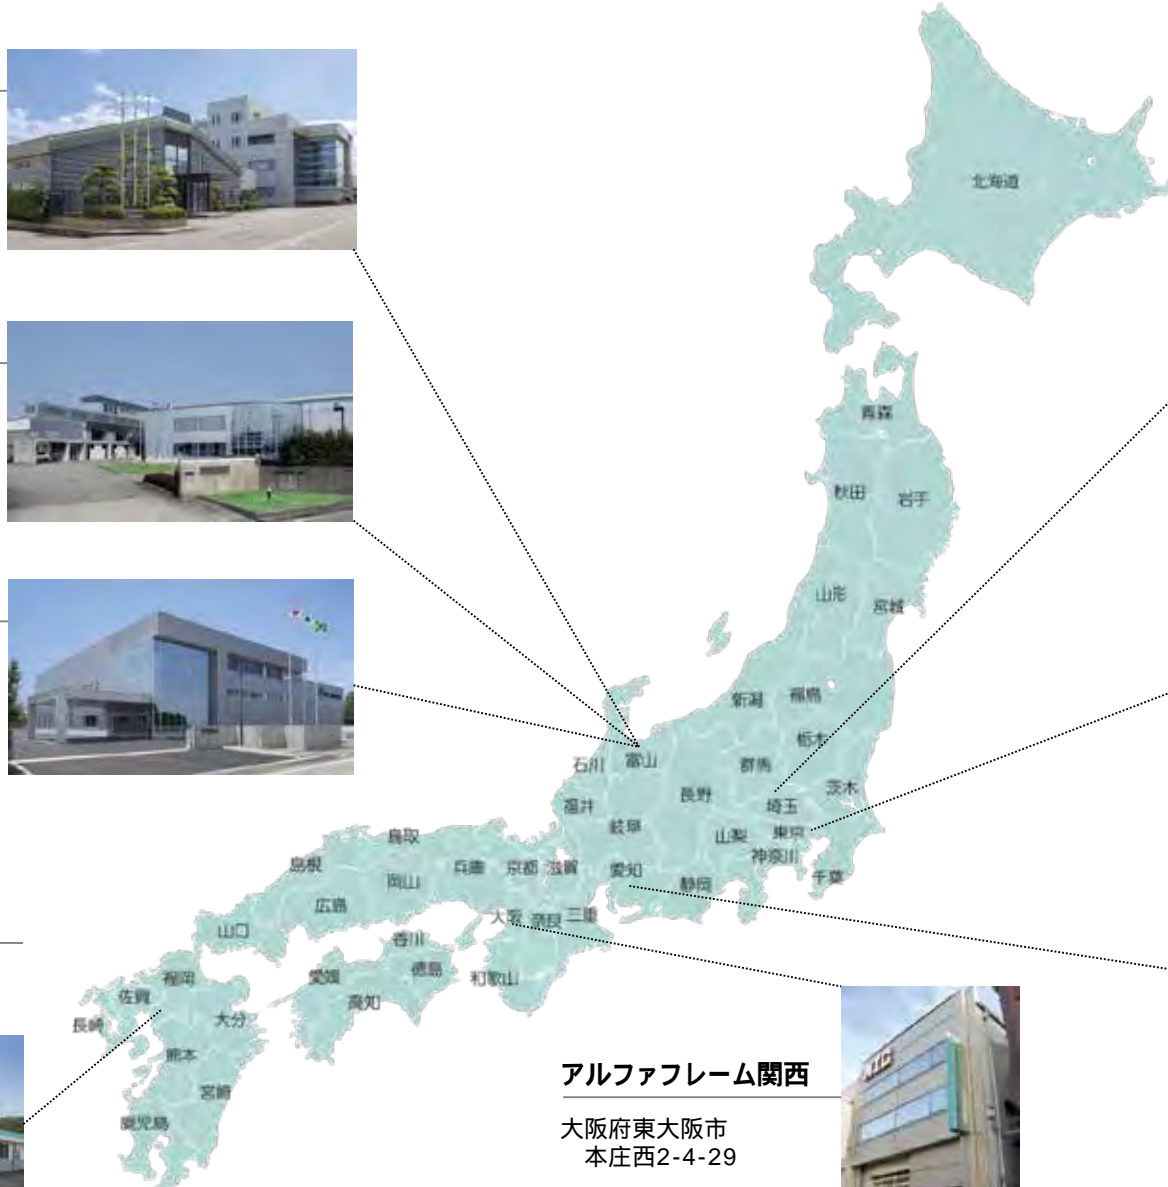 北海道
青森
秋田
岩手
山形
宮城
新潟
福島
栃木
石川
富山
群馬
長野
茨木
福井
埼玉
岐阜
山梨
東京
鳥取
神奈川
島根
兵庫
京都
滋賀
愛知
静岡
千葉
岡山
広島
大阪
奈良
三重
山口
香川
福岡
愛媛
徳島
和歌山
佐賀
高知
長崎
大分
熊本
宮崎
鹿児島
アルファフレーム関西
大阪府東大阪市
本庄西2-4-29
NIC